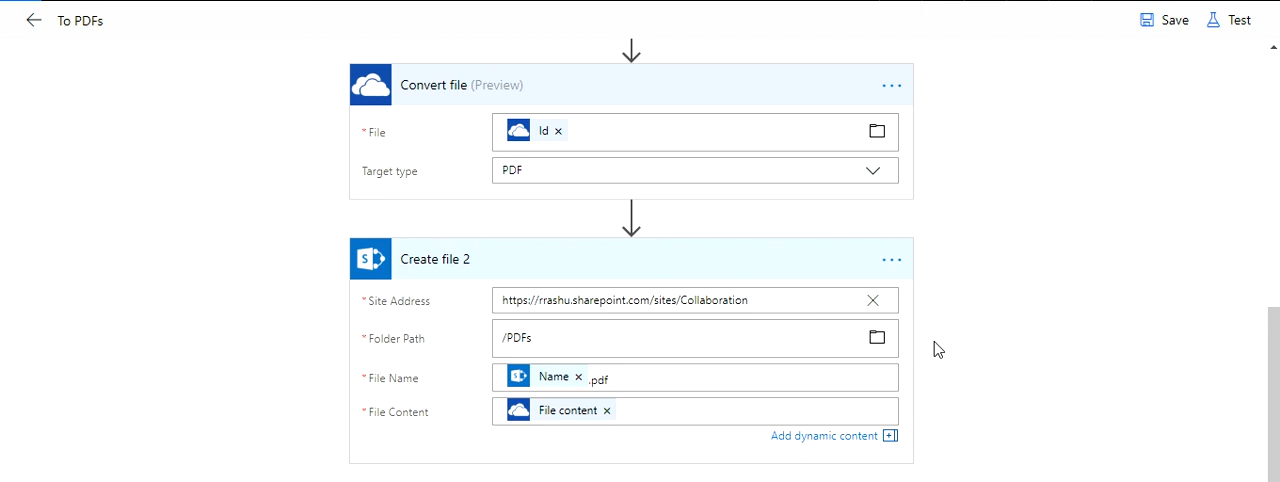 To PDFs
Save
Test
Convert file (Preview)
* File
Id ×
Target type
PDF
S
Create file 2
* Site Address
https://rrashu.sharepoint.com/sites/Collaboration
* Folder Path
/PDFs
* File Name
S Name × .pdf
* File Content
File content ×
Add dynamic content